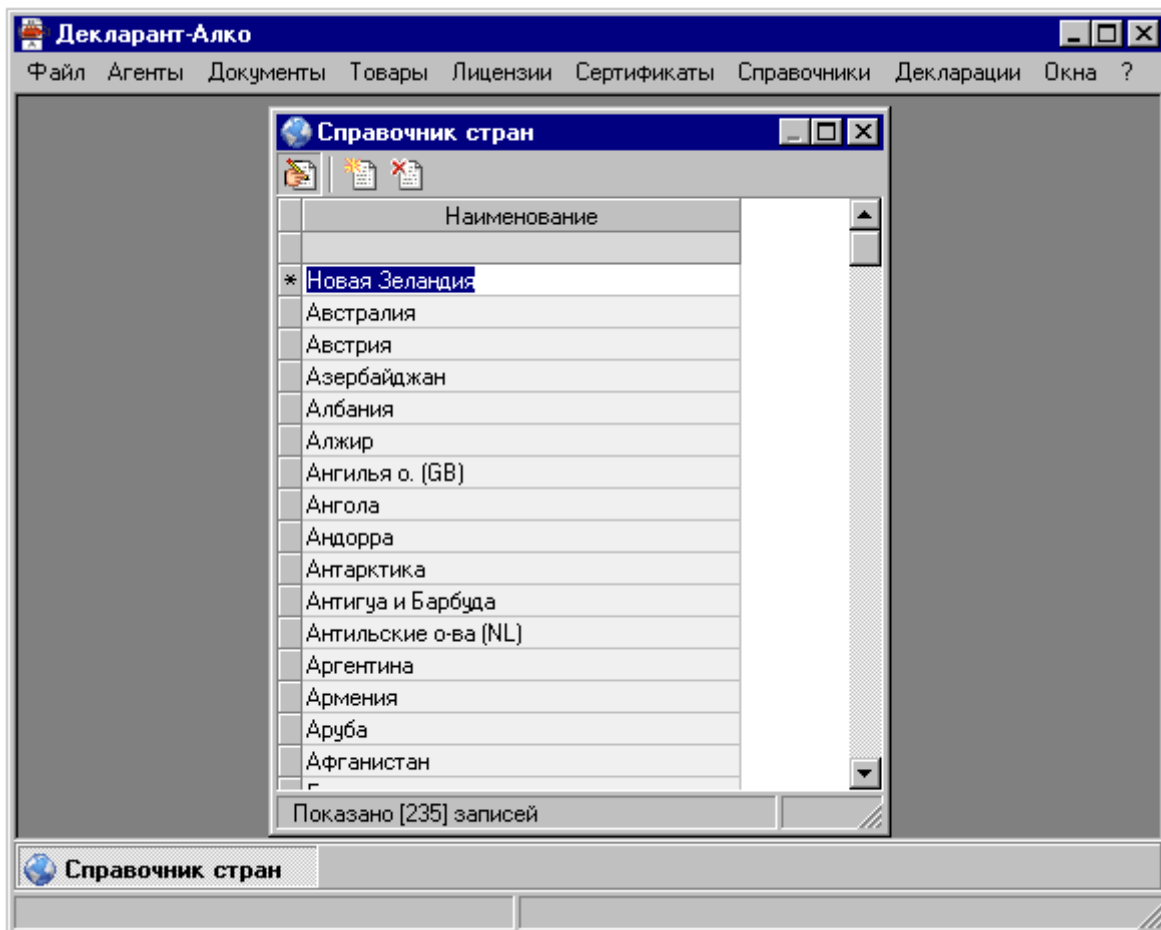 Декларант-Алко
Файл Агенты Документы Товары Лицензии Сертификаты Справочники Декларации Окна ?
Справочник стран
Наименование
* Новая Зеландия
Австралия
Австрия
Азербайджан
Албания
Алжир
Ангилья о. (GB)
Ангола
Андорра
Антарктика
Антигуа и Барбуда
Антильские о-ва (NL)
Аргентина
Армения
Аруба
Афганистан
Показано [235] записей
Справочник стран